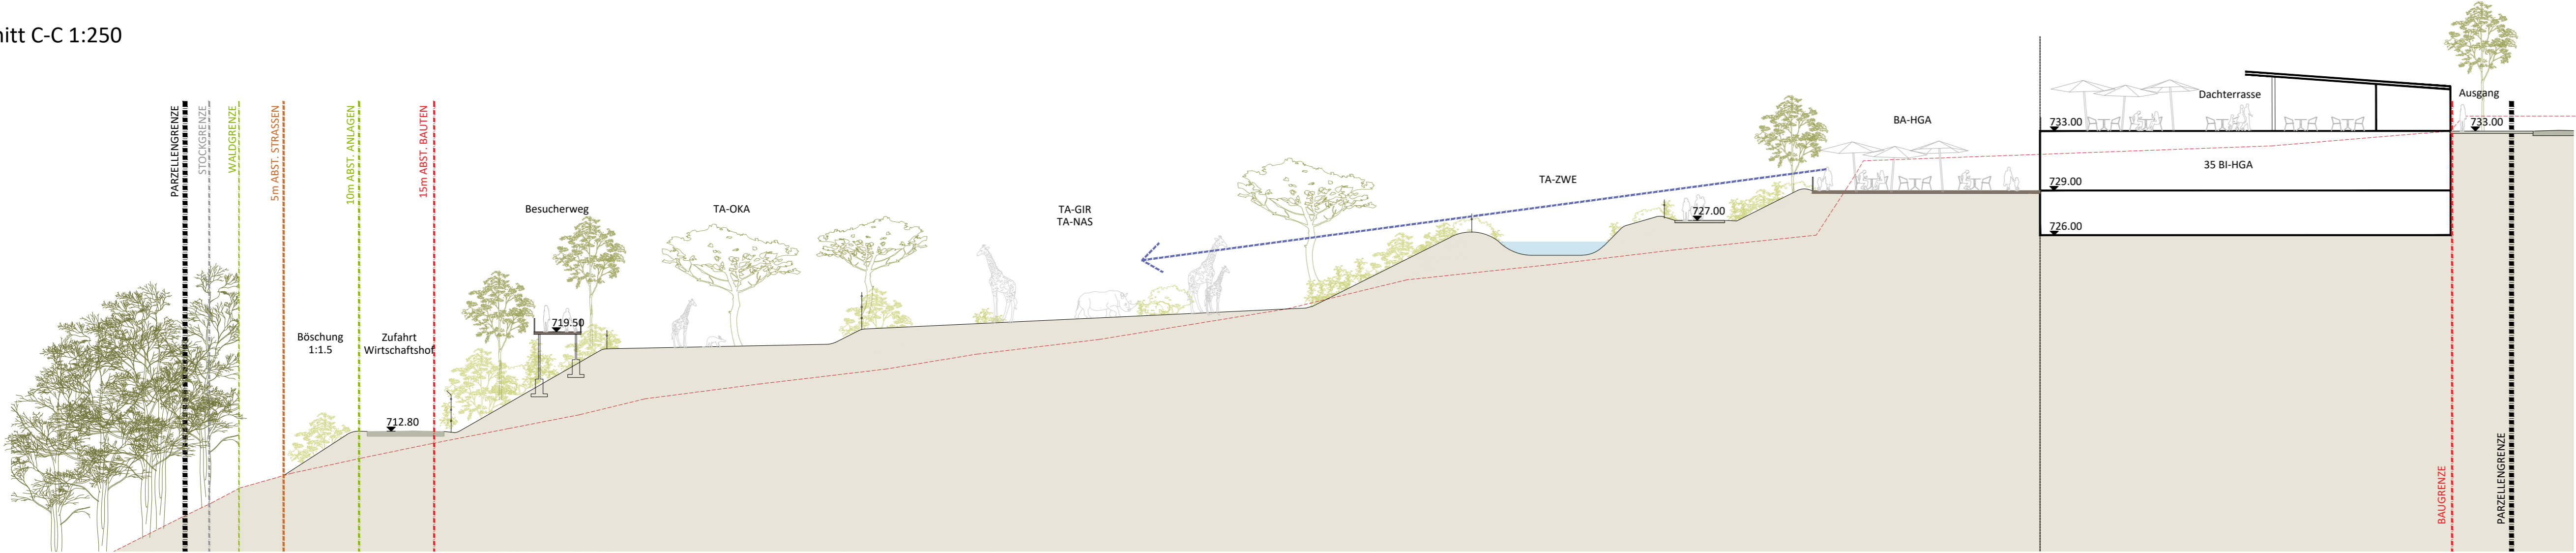 nitt C-C 1:250
PARZELLENGRENZE
STOCKGRENZE
WALDGRENZE
5m ABST. STRASSEN
10m ABST. ANLAGEN
15m ABST. BAUTEN
Böschung
1:1.5
Zufahrt
Wirtschaftshof
712.80
Besucherweg
719.50
TA-OKA
TA-GIR
TA-NAS
TA-ZWE
727.00
BA-HGA
733.00
729.00
726.00
Dachterrasse
35 BI-HGA
Ausgang
733.00
BAUGRENZE
PARZELLENGRENZE